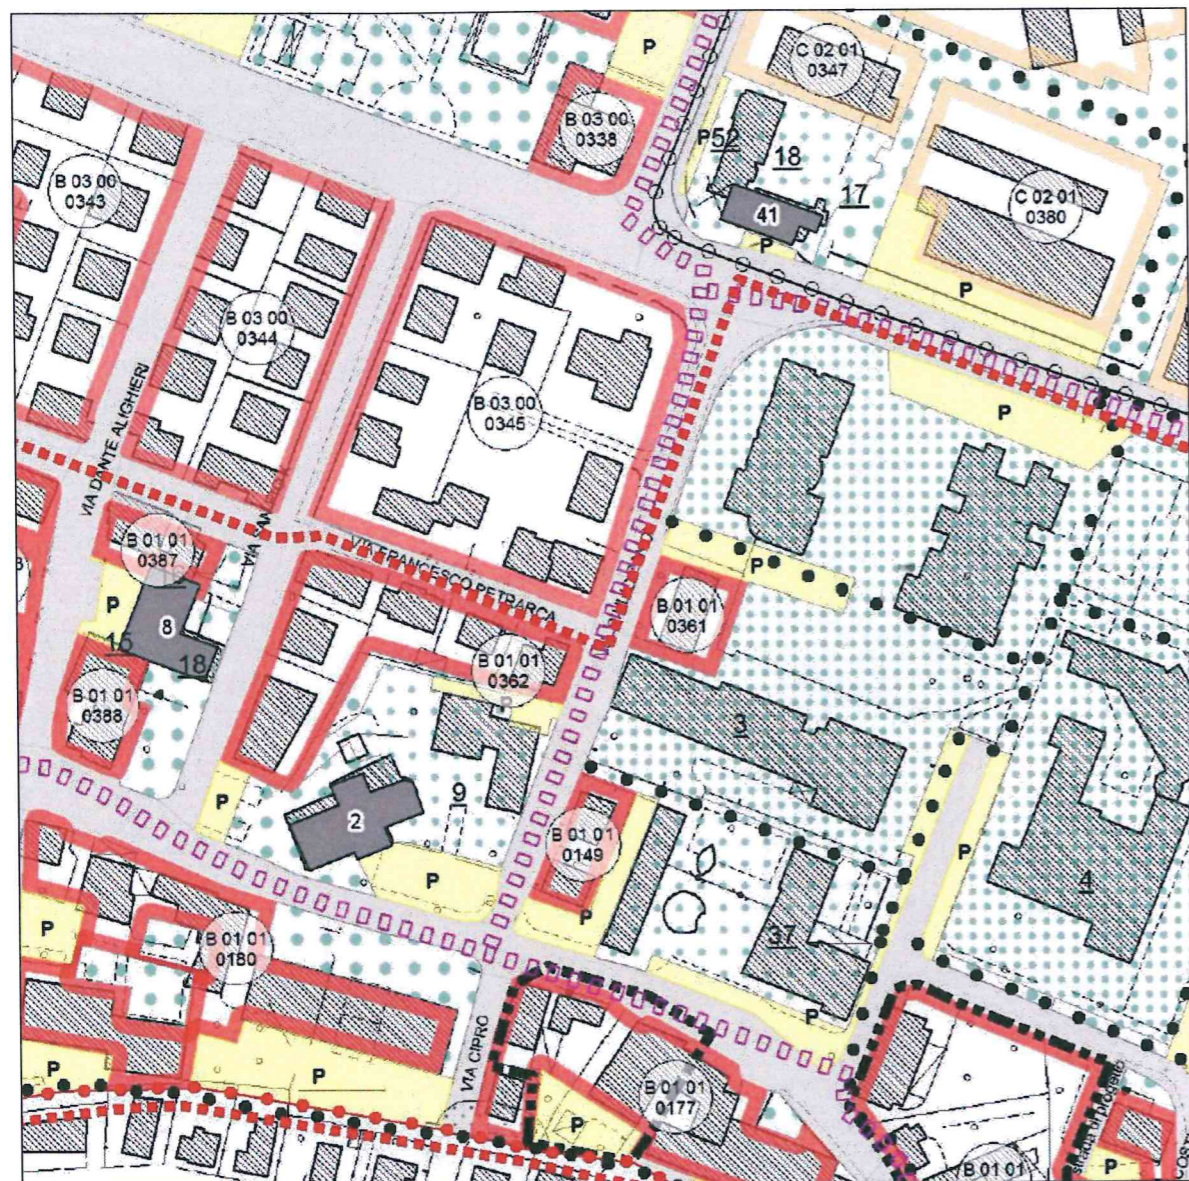 P
C 02 01
0347
B 03 00
0338
P52
18
17
B 03 00
0343
C 02 01
0380
41
P
P
B 03 00
0344
B 03 00
0345
P
VIA DANTE ALIGHIERI
VIA
VIA FRANCESCO PETRARCA
B 01 01
0387
P
P
8
B 01 01
0361
15
18
B 01 01
0362
P
B 01 01
0388
3
P
9
2
B 01 01
0149
P
P
P
4
P
B 01 01
0180
37
VIA CIPRO
P
P
B 01 01
0177
P
P
B 01 01